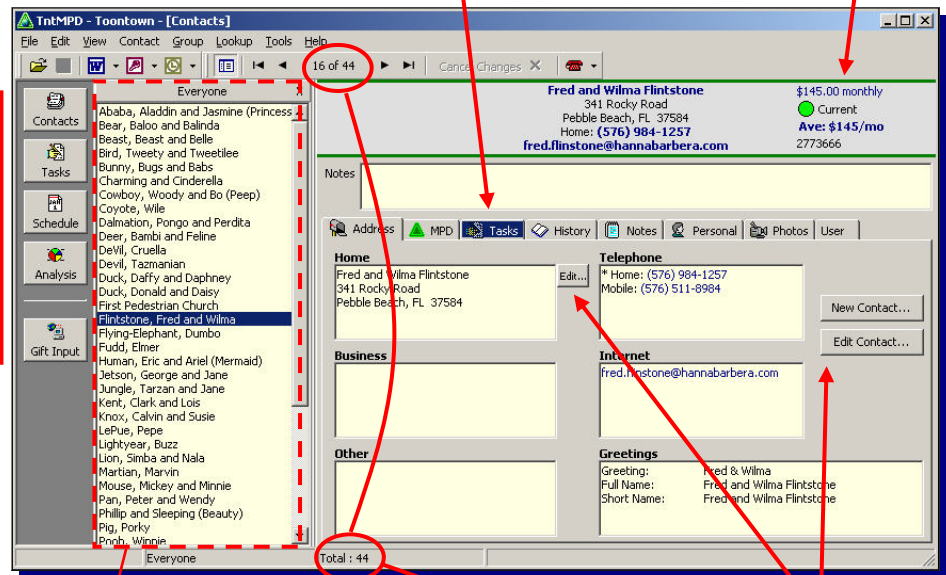 TntMPD - Toontown - [Contacts]
File Edit View Contact Group Lookup Tools Help
16 of 44 Cancel Changes
Contacts
Tasks
Schedule
Analysis
Gift Input
Everyone
Ababa, Aladdin and Jasmine (Princess
Bear, Baloo and Balinda
Beast, Beast and Belle
Bird, Tweety and Tweetilee
Bunny, Bugs and Babs
Charming and Cinderella
Cowboy, Woody and Bo (Peep)
Coyote, Wile
Dalmation, Pongo and Perdita
Deer, Bambi and Feline
DeVil, Cruella
Devil, Tazmanian
Duck, Daffy and Daphney
Duck, Donald and Daisy
First Pedestrian Church
Flintstone, Fred and Wilma
Flying-Elephant, Dumbo
Fudd, Elmer
Human, Eric and Ariel (Mermaid)
Jetson, George and Jane
Jungle, Tarzan and Jane
Kent, Clark and Lois
Knox, Calvin and Susie
LePue, Pepe
Lightyear, Buzz
Lion, Simba and Nala
Martian, Marvin
Mouse, Mickey and Minnie
Pan, Peter and Wendy
Phillip and Sleeping (Beauty)
Pig, Porky
Pooh, Winnie
Fred and Wilma Flintstone
341 Rocky Road
Pebble Beach, FL 37584
Home: (576) 984-1257
fred.flinstone@hannabarbera.com
$145.00 monthly
Current
Ave: $145/mo
2773666
Notes
Address MPD Tasks History Notes Personal Photos User
Home
Fred and Wilma Flintstone
341 Rocky Road
Pebble Beach, FL 37584
Edit...
Telephone
* Home: (576) 984-1257
Mobile: (576) 511-8984
New Contact...
Edit Contact...
Business
Internet
fred.flinstone@hannabarbera.com
Other
Greetings
Greeting: Fred & Wilma
Full Name: Fred and Wilma Flintstone
Short Name: Fred and Wilma Flintstone
Everyone
Total : 44